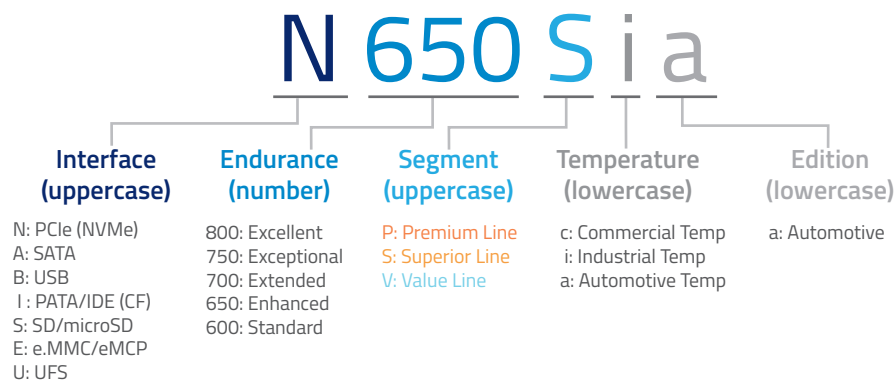 N 650 S i a
Interface
(uppercase)
N: PCIe (NVMe)
A: SATA
B: USB
I : PATA/IDE (CF)
S: SD/microSD
E: e.MMC/eMCP
U: UFS
Endurance
(number)
800: Excellent
750: Exceptional
700: Extended
650: Enhanced
600: Standard
Segment
(uppercase)
P: Premium Line
S: Superior Line
V: Value Line
Temperature
(lowercase)
c: Commercial Temp
i: Industrial Temp
a: Automotive Temp
Edition
(lowercase)
a: Automotive